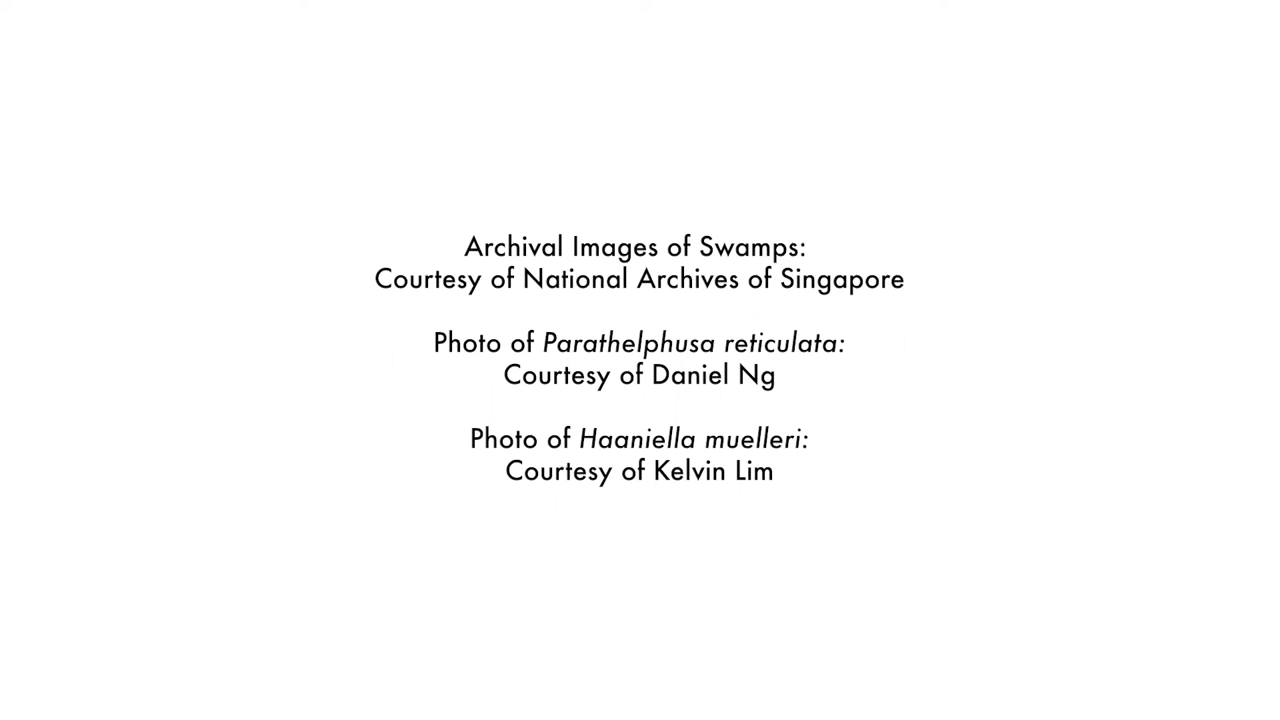 Archival Images of Swamps:
Courtesy of National Archives of Singapore
Photo of Parathelphusa reticulata:
Courtesy of Daniel Ng
Photo of Haaniella muelleri:
Courtesy of Kelvin Lim